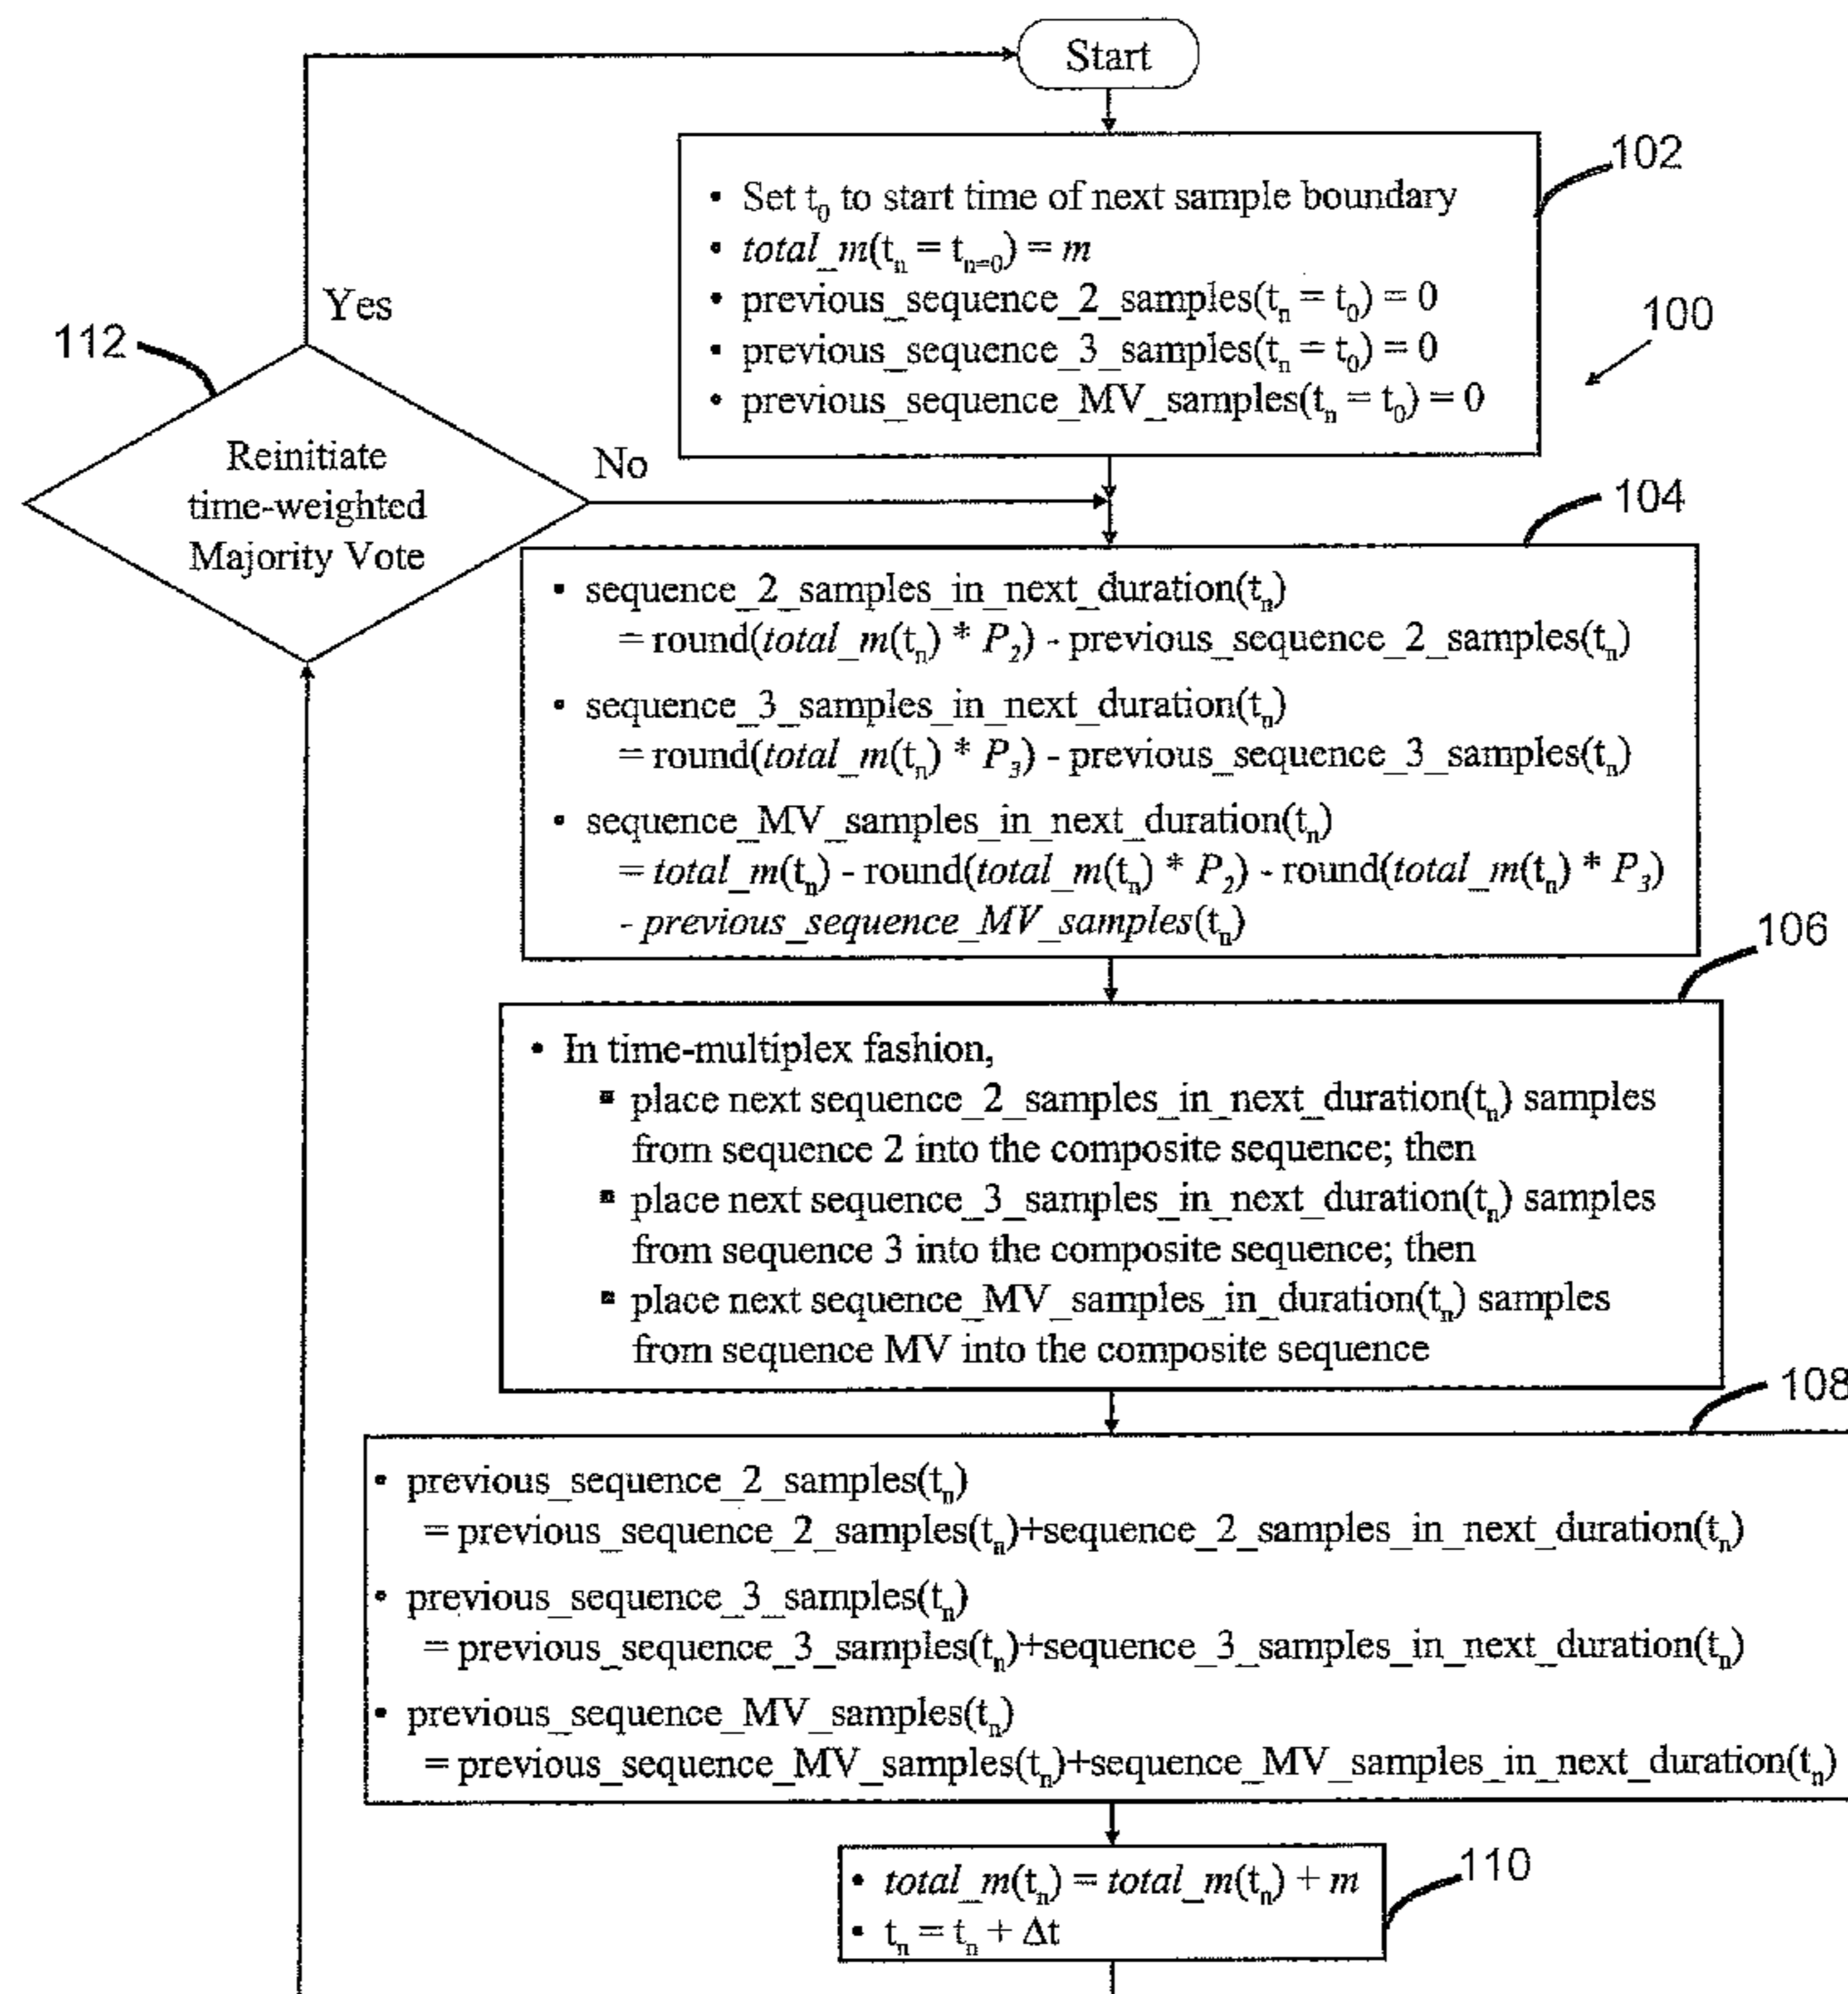 Start
102
• Set t₀ to start time of next sample boundary
• total_m(tₙ = tₙ₌₀) = m
• previous_sequence_2_samples(tₙ = t₀) = 0
• previous_sequence_3_samples(tₙ = t₀) = 0
• previous_sequence_MV_samples(tₙ = t₀) = 0
100
Yes
112
Reinitiate
time-weighted
Majority Vote
No
104
• sequence_2_samples_in_next_duration(tₙ)
= round(total_m(tₙ) * P₂) - previous_sequence_2_samples(tₙ)
• sequence_3_samples_in_next_duration(tₙ)
= round(total_m(tₙ) * P₃) - previous_sequence_3_samples(tₙ)
• sequence_MV_samples_in_next_duration(tₙ)
= total_m(tₙ) - round(total_m(tₙ) * P₂) - round(total_m(tₙ) * P₃)
- previous_sequence_MV_samples(tₙ)
106
• In time-multiplex fashion,
▪ place next sequence_2_samples_in_next_duration(tₙ) samples
from sequence 2 into the composite sequence; then
▪ place next sequence_3_samples_in_next_duration(tₙ) samples
from sequence 3 into the composite sequence; then
▪ place next sequence_MV_samples_in_duration(tₙ) samples
from sequence MV into the composite sequence
108
• previous_sequence_2_samples(tₙ)
= previous_sequence_2_samples(tₙ)+sequence_2_samples_in_next_duration(tₙ)
• previous_sequence_3_samples(tₙ)
= previous_sequence_3_samples(tₙ)+sequence_3_samples_in_next_duration(tₙ)
• previous_sequence_MV_samples(tₙ)
= previous_sequence_MV_samples(tₙ)+sequence_MV_samples_in_next_duration(tₙ)
110
• total_m(tₙ) = total_m(tₙ) + m
• tₙ = tₙ + Δt